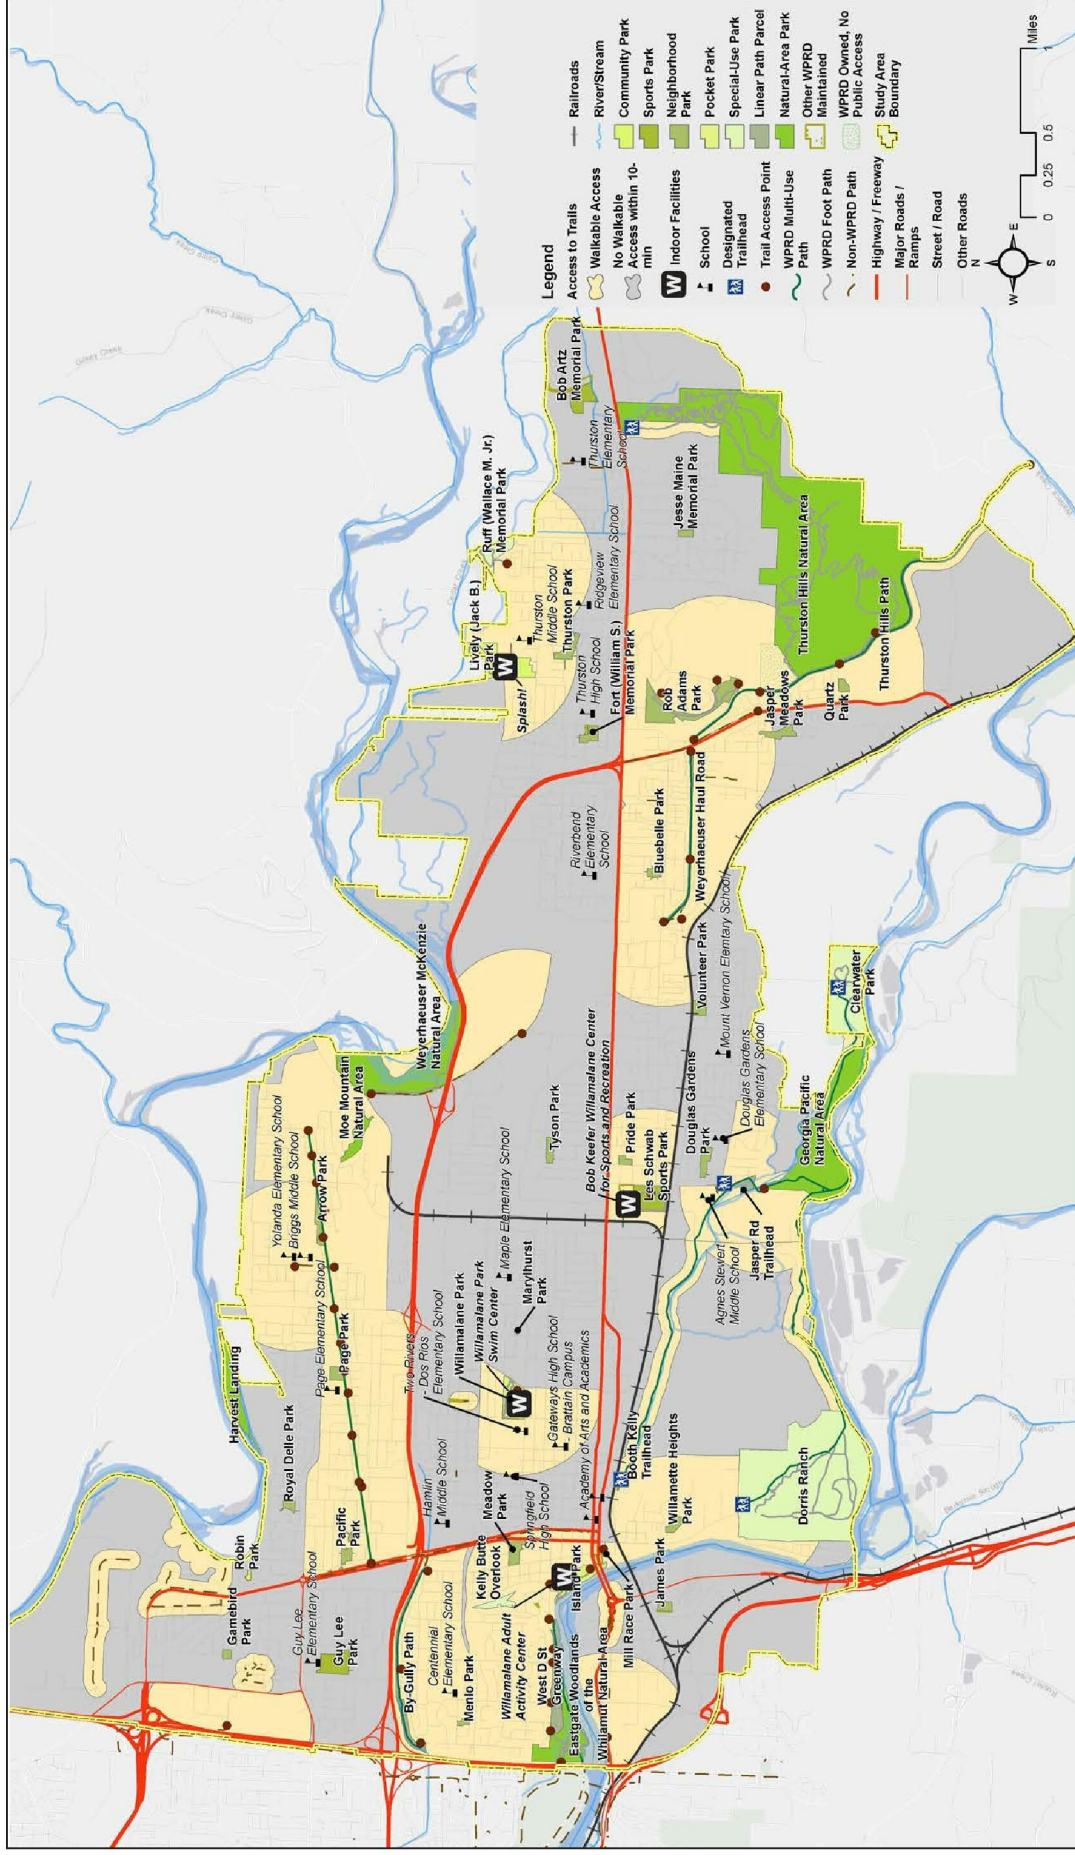 Harvest Landing
Yolanda Elementary School
Briggs Middle School
Arrow Park
Moe Mountain
Natural Area
Weyerhaeuser McKenzie
Natural Area
Robin
Park
Royal Delle Park
Page Elementary School
Page Park
Gamebird
Park
Guy Lee
Elementary School
Guy Lee
Park
Pacific
Park
Two Rivers
- Dos Rios
Elementary School
Hamlin
Middle School
Willamalane Park
Willamalane Park
Swim Center
Maple Elementary School
Marylhurst
Park
Tyson Park
By-Gully Path
Centennial
Elementary School
Menlo Park
Kelly Butte
Overlook
Meadow
Park
Springfield
High School
Gateways High School
- Brattain Campus
Academy of Arts and Academics
Willamalane Adult
Activity Center
West D St
Greenway
Island Park
Eastgate Woodlands
of the
Whilamut Natural Area
Mill Race Park
James Park
Booth Kelly
Trailhead
Willamette Heights
Park
Dorris Ranch
Bob Keefer Willamalane Center
for Sports and Recreation
Pride Park
Les Schwab
Sports Park
Douglas Gardens
Park
Douglas Gardens
Elementary School
Agnes Stewert
Middle School
Jasper Rd
Trailhead
Georgia Pacific
Natural Area
Clearwater
Park
Mount Vernon Elemtary School
Volunteer Park
Riverbend
Elementary
School
Bluebelle Park
Weyerhaeuser Haul Road
Lively (Jack B.)
Park
Splash!
Ruff (Wallace M. Jr.)
Memorial Park
Thurston
Middle School
Thurston Park
Thurston
High School
Fort (William S.)
Memorial Park
Ridgeview
Elementary School
Thurston
Elementary
School
Bob Artz
Memorial Park
Jesse Maine
Memorial Park
Rob
Adams
Park
Jasper
Meadows
Park
Quartz
Park
Thurston Hills Natural Area
Thurston Hills Path
W
W
W
W
Legend
Access to Trails
Walkable Access
No Walkable
Access within 10-
min
W
Indoor Facilities
School
Designated
Trailhead
Trail Access Point
WPRD Multi-Use
Path
WPRD Foot Path
Non-WPRD Path
Highway / Freeway
Major Roads /
Ramps
Street / Road
Other Roads
Railroads
River/Stream
Community Park
Sports Park
Neighborhood
Park
Pocket Park
Special-Use Park
Linear Path Parcel
Natural-Area Park
Other WPRD
Maintained
WPRD Owned, No
Public Access
Study Area
Boundary
N
W
E
S
0
0.25
0.5
1
Miles